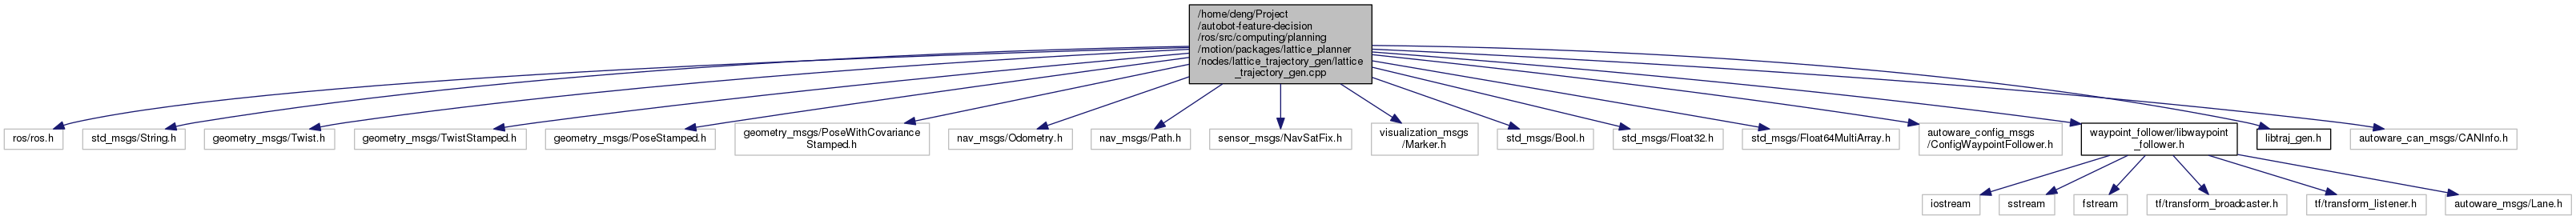 /home/deng/Project
/autobot-feature-decision
/ros/src/computing/planning
/motion/packages/lattice_planner
/nodes/lattice_trajectory_gen/lattice
_trajectory_gen.cpp
ros/ros.h
std_msgs/String.h
geometry_msgs/Twist.h
geometry_msgs/TwistStamped.h
geometry_msgs/PoseStamped.h
geometry_msgs/PoseWithCovariance
Stamped.h
nav_msgs/Odometry.h
nav_msgs/Path.h
sensor_msgs/NavSatFix.h
visualization_msgs
/Marker.h
std_msgs/Bool.h
std_msgs/Float32.h
std_msgs/Float64MultiArray.h
autoware_config_msgs
/ConfigWaypointFollower.h
waypoint_follower/libwaypoint
_follower.h
libtraj_gen.h
autoware_can_msgs/CANInfo.h
iostream
sstream
fstream
tf/transform_broadcaster.h
tf/transform_listener.h
autoware_msgs/Lane.h